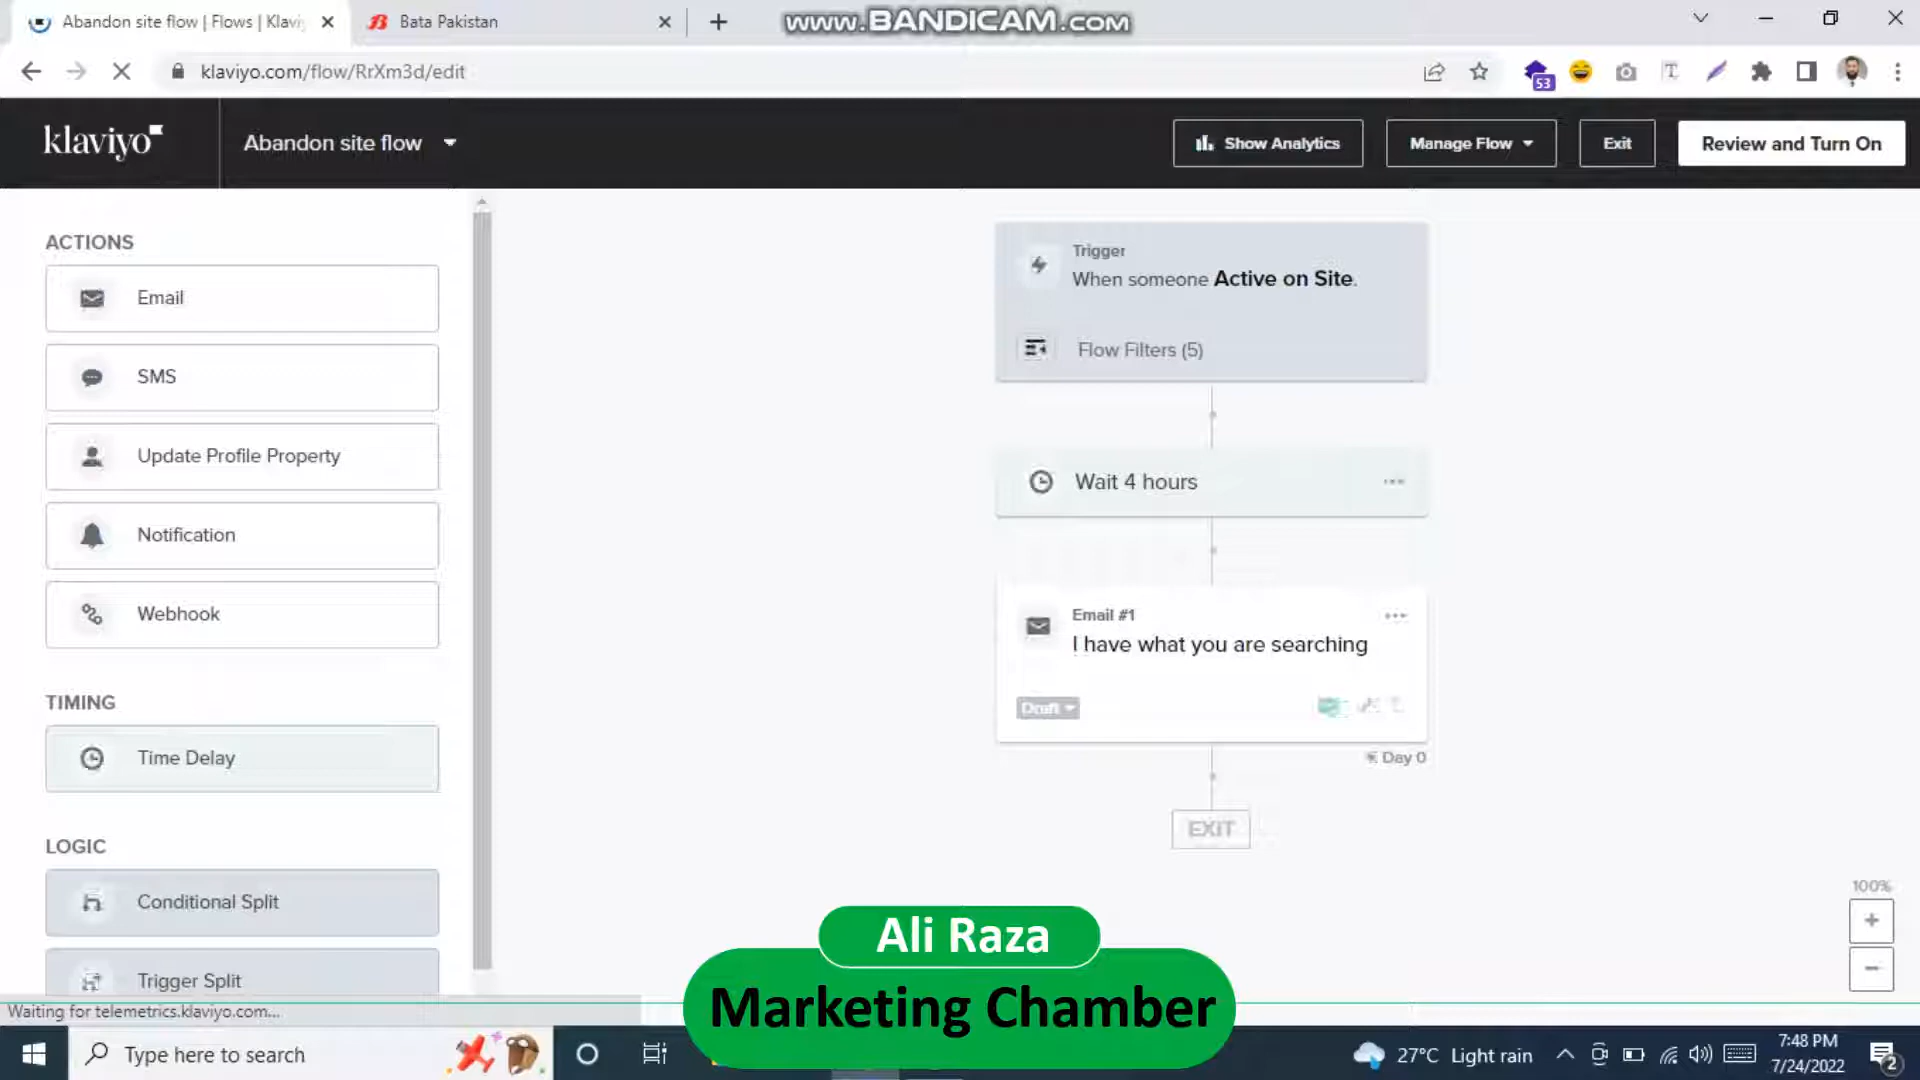 Abandon site flow | Flows | Klavi
Bata Pakistan
www.BANDICAM.com
klaviyo.com/flow/RrXm3d/edit
53
klaviyo
Abandon site flow
Show Analytics
Manage Flow
Exit
Review and Turn On
ACTIONS
Email
SMS
Update Profile Property
Notification
Webhook
TIMING
Time Delay
LOGIC
Conditional Split
Trigger Split
Trigger
When someone Active on Site.
Flow Filters (5)
Wait 4 hours
Email #1
I have what you are searching
Draft
Day 0
EXIT
100%
Ali Raza
Marketing Chamber
Waiting for telemetrics.klaviyo.com...
Type here to search
27°C Light rain
7:48 PM
7/24/2022
2